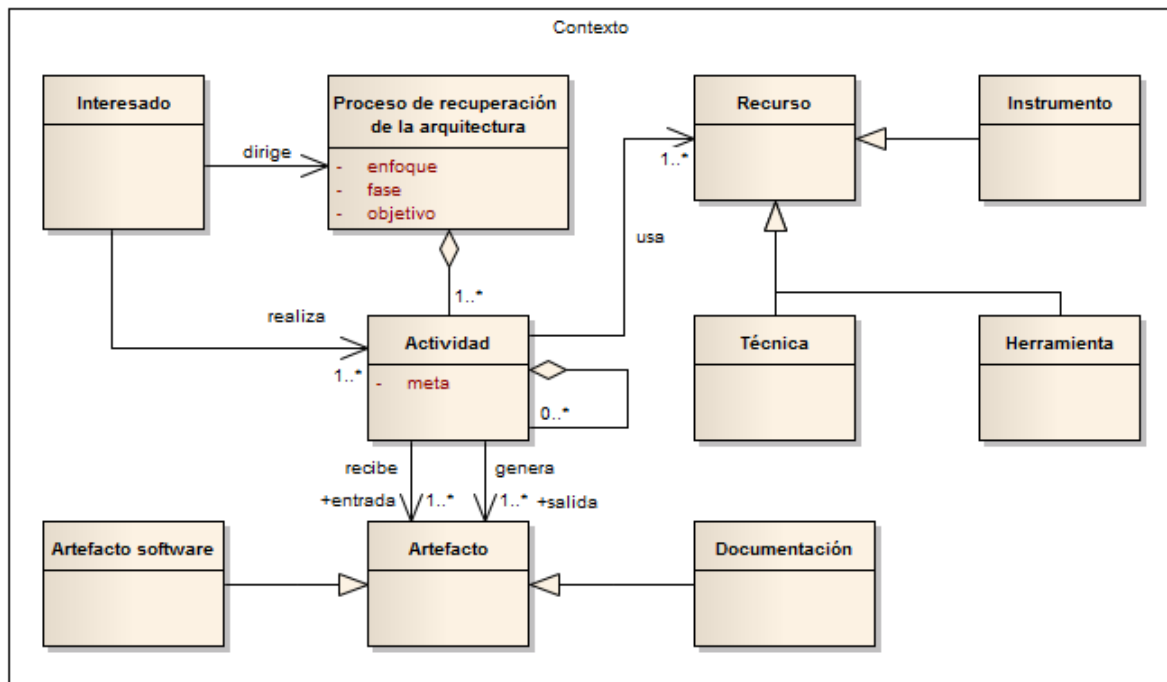 Contexto
Interesado
Proceso de recuperación
de la arquitectura
- enfoque
- fase
- objetivo
Recurso
Instrumento
dirige
1..*
usa
1..*
realiza
1..*
Actividad
- meta
0..*
Técnica
Herramienta
recibe
genera
+entrada
1..*
1..*
+salida
Artefacto software
Artefacto
Documentación